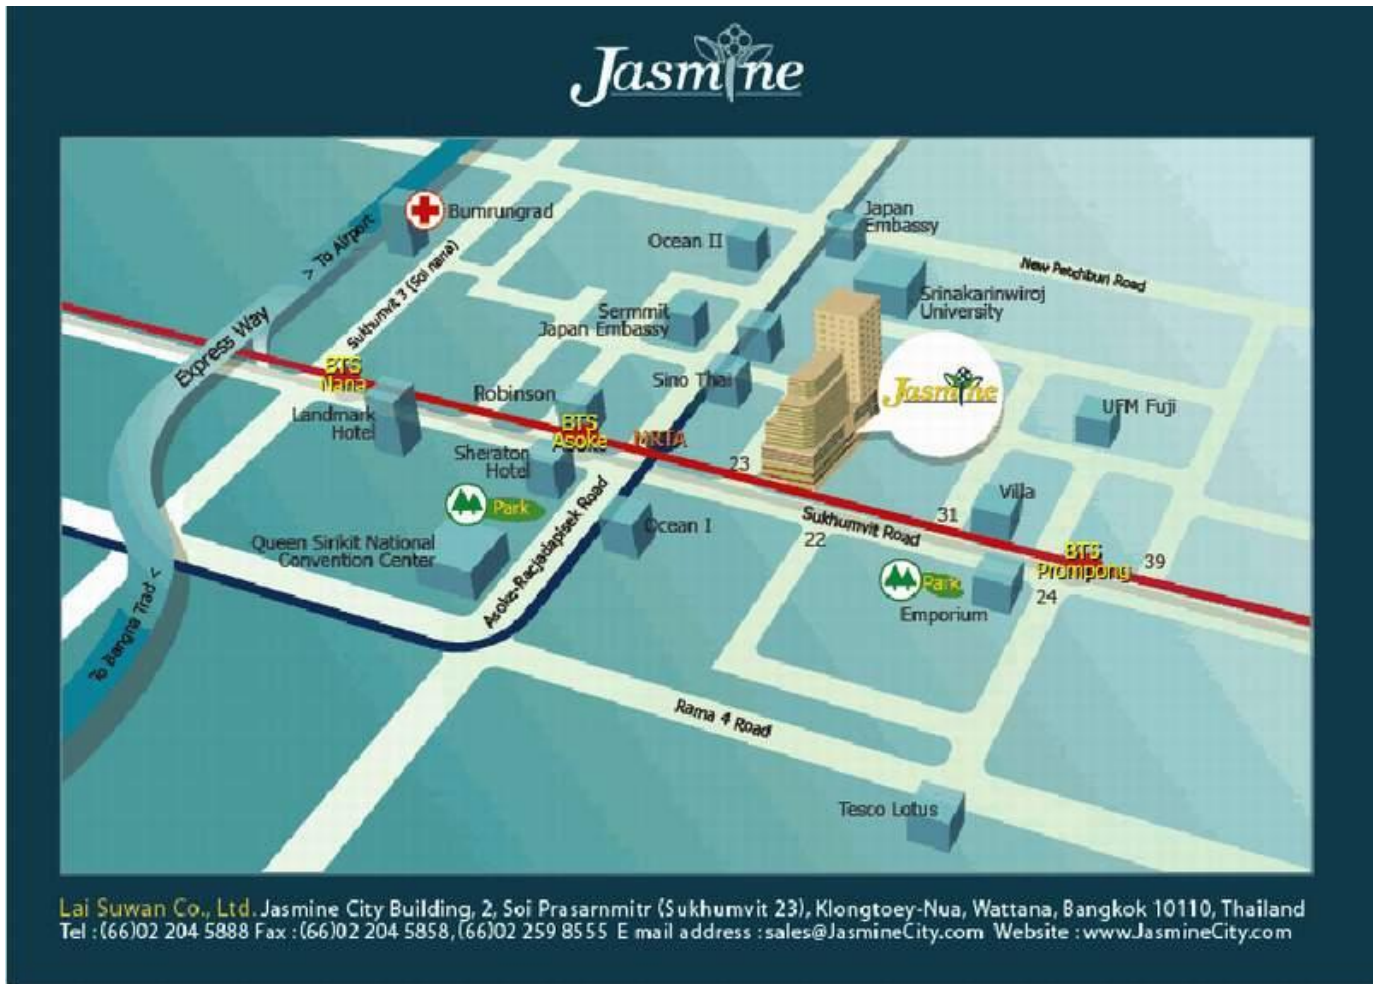 Jasmine
Bumrungrad
> To Airport
Sukhumvit 3 (Soi nana)
Express Way
Japan
Embassy
Ocean II
New Petchburi Road
Srinakarinwiroj
University
Sermmit
Japan Embassy
Sino Thai
Jasmine
BTS
Nana
Landmark
Hotel
Robinson
BTS
Asoke
Asoke
MRTA
UFM Fuji
Sheraton
Hotel
23
Park
Villa
31
Sukhumvit Road
22
Ocean I
Queen Sirikit National
Convention Center
Asoke-Racjadapisek Road
BTS
Prompong
39
24
Park
Emporium
To Bangna Trad <
Rama 4 Road
Tesco Lotus
Lai Suwan Co., Ltd. Jasmine City Building, 2, Soi Prasarnmitr (Sukhumvit 23), Klongtoey-Nua, Wattana, Bangkok 10110, Thailand
Tel : (66)02 204 5888 Fax : (66)02 204 5858, (66)02 259 8555 E mail address : sales@JasmineCity.com Website : www.JasmineCity.com